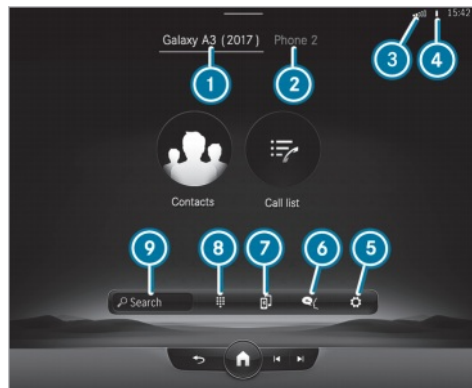 15:42
Galaxy A3 (2017) Phone 2
1 2 3 4
Contacts Call list
9 8 7 6 5
Search